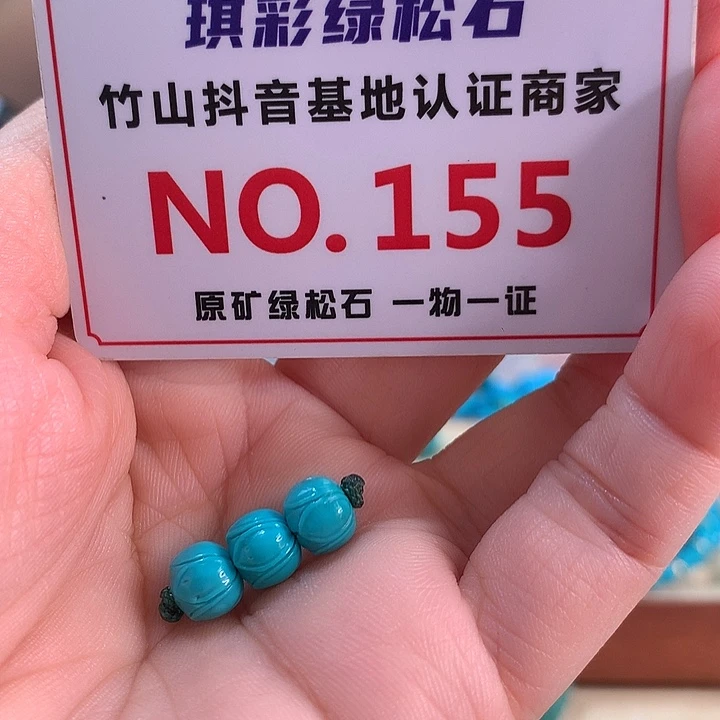 琪彩绿松石
竹山抖音基地认证商家
NO.155
原矿绿松石 一物一证